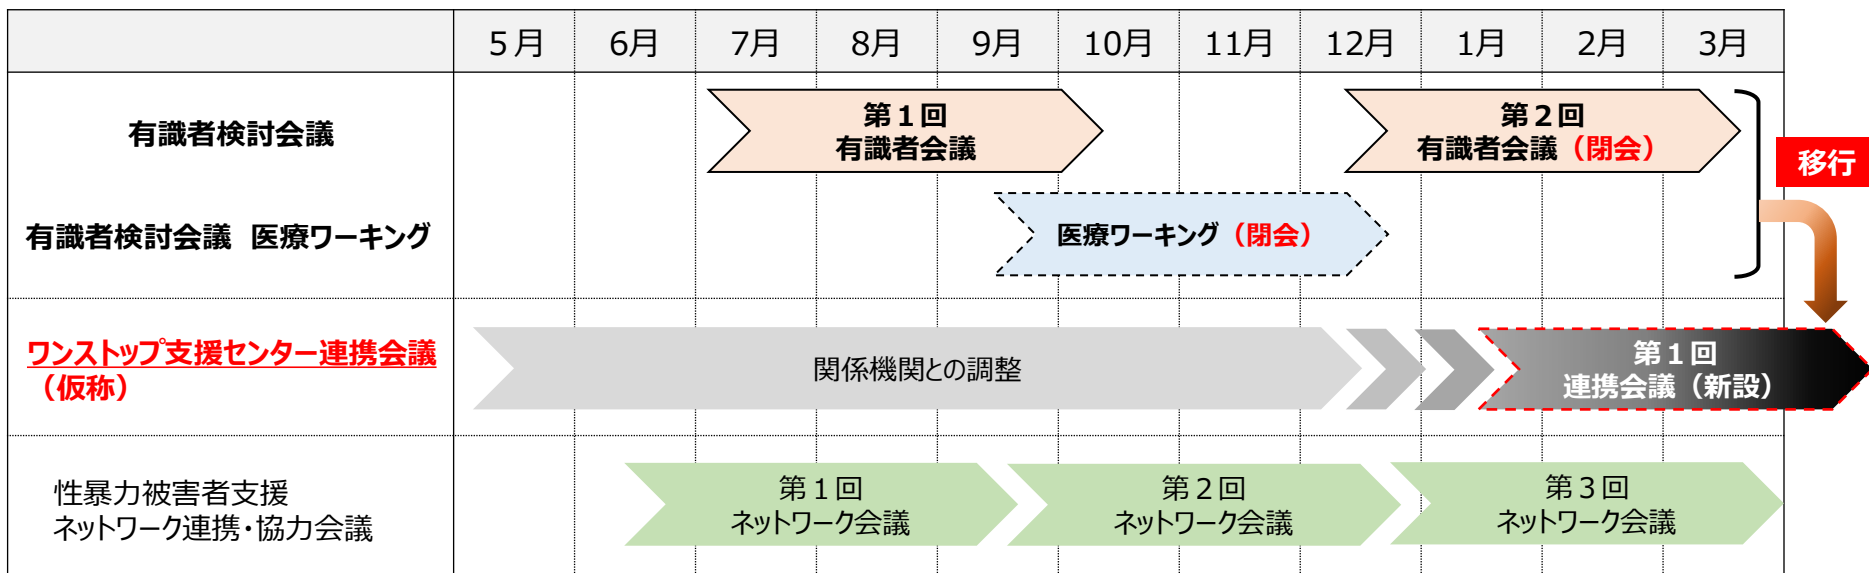 ５月 6月 7月 8月 9月 10月 11月 12月 1月 2月 3月
有識者検討会議
第１回
有識者会議
第２回
有識者会議（閉会）
移行
有識者検討会議　医療ワーキング
医療ワーキング（閉会）
ワンストップ支援センター連携会議
（仮称）
関係機関との調整
第１回
連携会議（新設）
性暴力被害者支援
ネットワーク連携・協力会議
第１回
ネットワーク会議
第２回
ネットワーク会議
第３回
ネットワーク会議